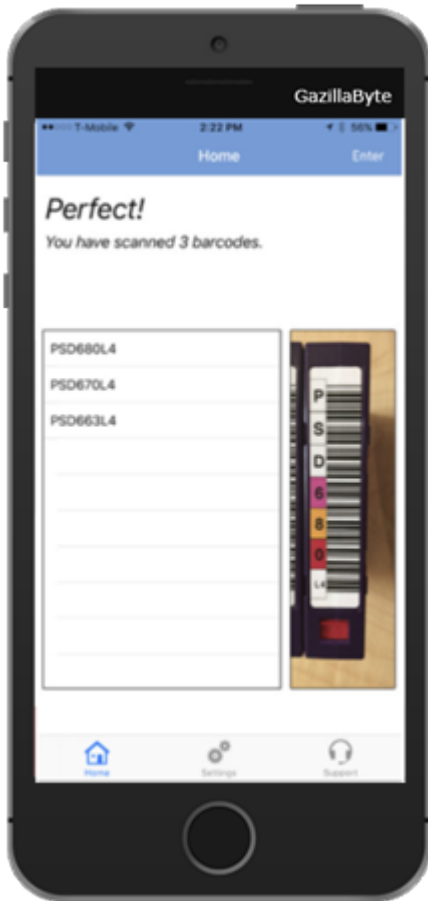 GazillaByte
T-Mobile 2:22 PM 56%
Home Enter
Perfect!
You have scanned 3 barcodes.
PSD680L4
PSD670L4
PSD663L4
P
S
D
6
8
0
L4
Home Settings Support